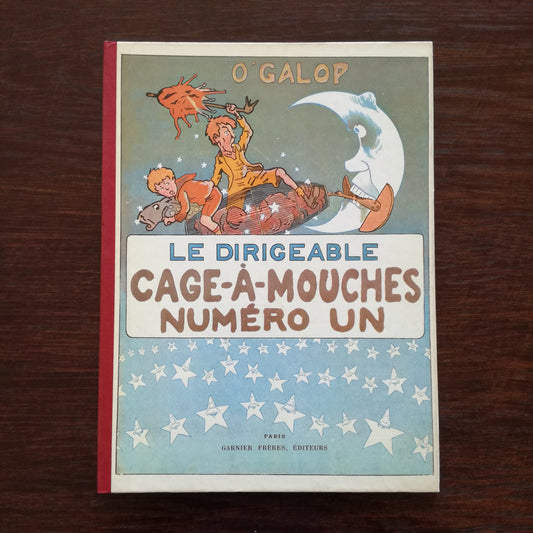 O'GALOP
LE DIRIGEABLE
CAGE-À-MOUCHES
NUMÉRO UN
PARIS
GARNIER FRÈRES, ÉDITEURS